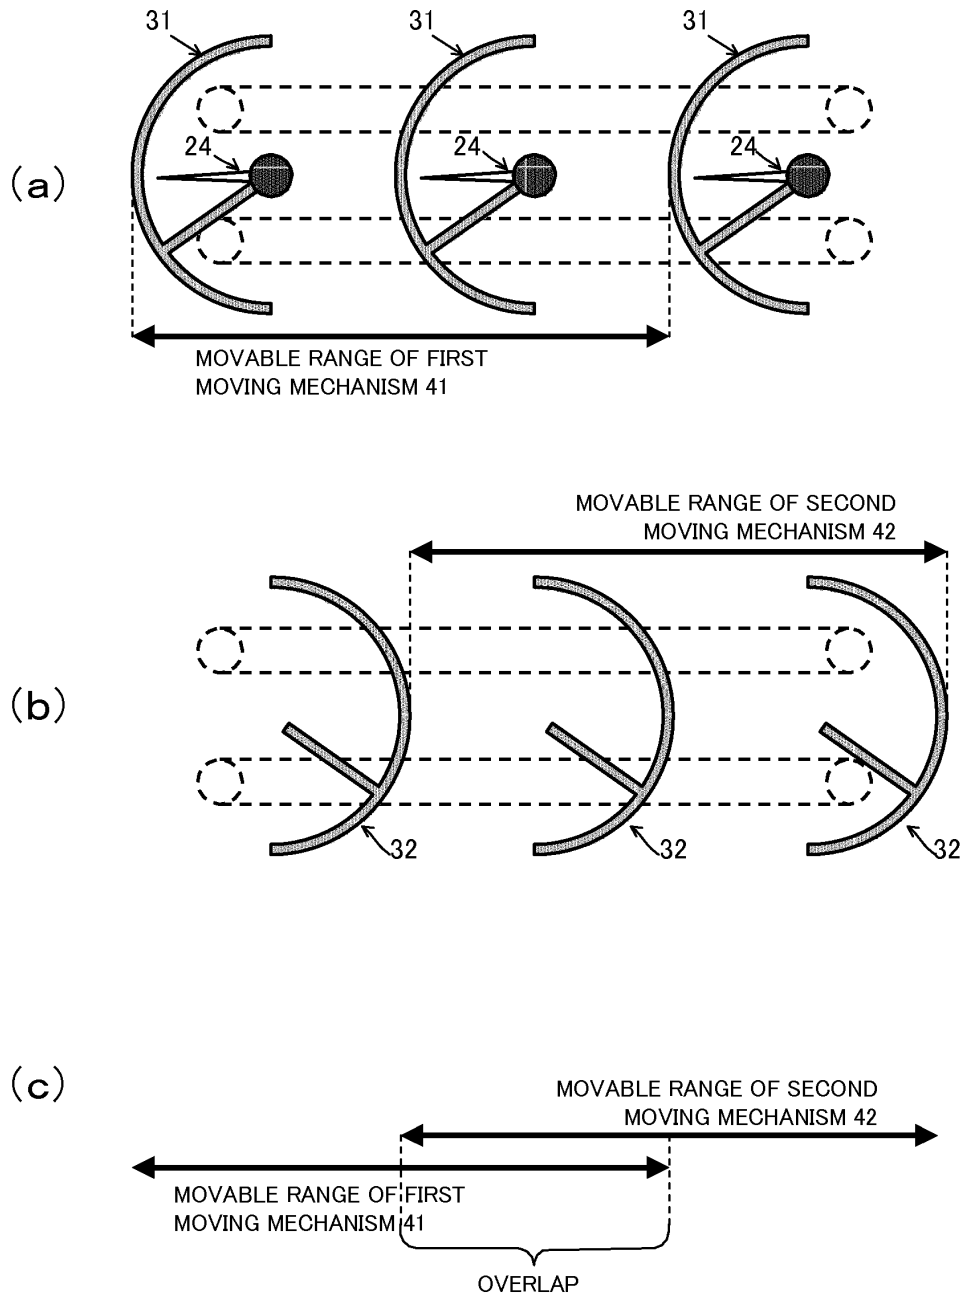 31 31 31
24 24 24
(a)
MOVABLE RANGE OF FIRST
MOVING MECHANISM 41
MOVABLE RANGE OF SECOND
MOVING MECHANISM 42
(b)
32 32 32
(c)
MOVABLE RANGE OF SECOND
MOVING MECHANISM 42
MOVABLE RANGE OF FIRST
MOVING MECHANISM 41
OVERLAP